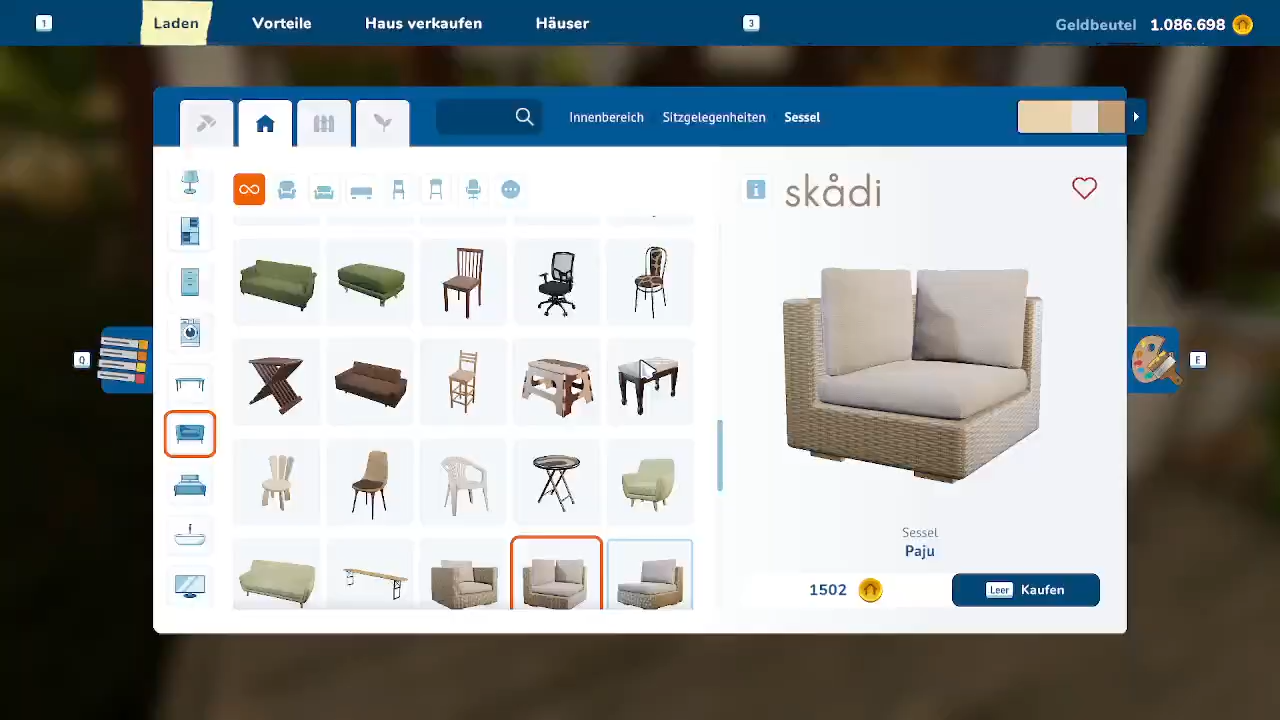 1
Laden
Vorteile
Haus verkaufen
Häuser
3
Geldbeutel 1.086.698
Innenbereich Sitzgelegenheiten Sessel
i skådi
Q
E
Sessel
Paju
1502
Leer Kaufen